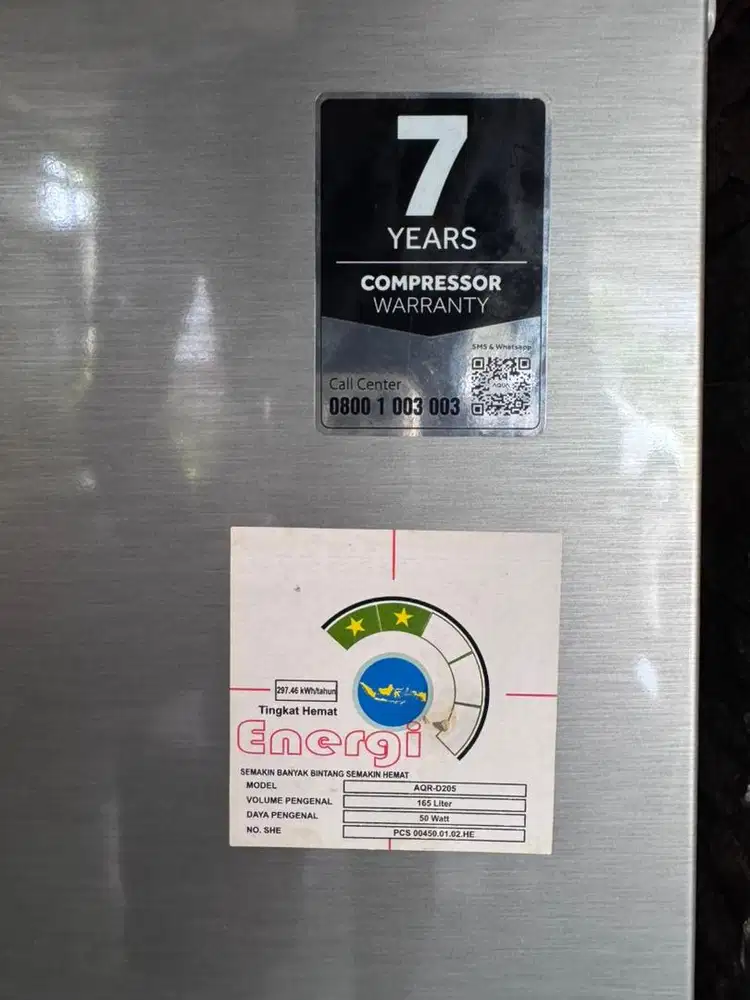 7
YEARS
COMPRESSOR
WARRANTY
SMS & Whatsapp
Call Center
0800 1 003 003
AQUA
297.46 kWh/tahun
Tingkat Hemat
Energi
SEMAKIN BANYAK BINTANG SEMAKIN HEMAT
MODEL AQR-D205
VOLUME PENGENAL 165 Liter
DAYA PENGENAL 50 Watt
NO. SHE PCS 00450.01.02.HE